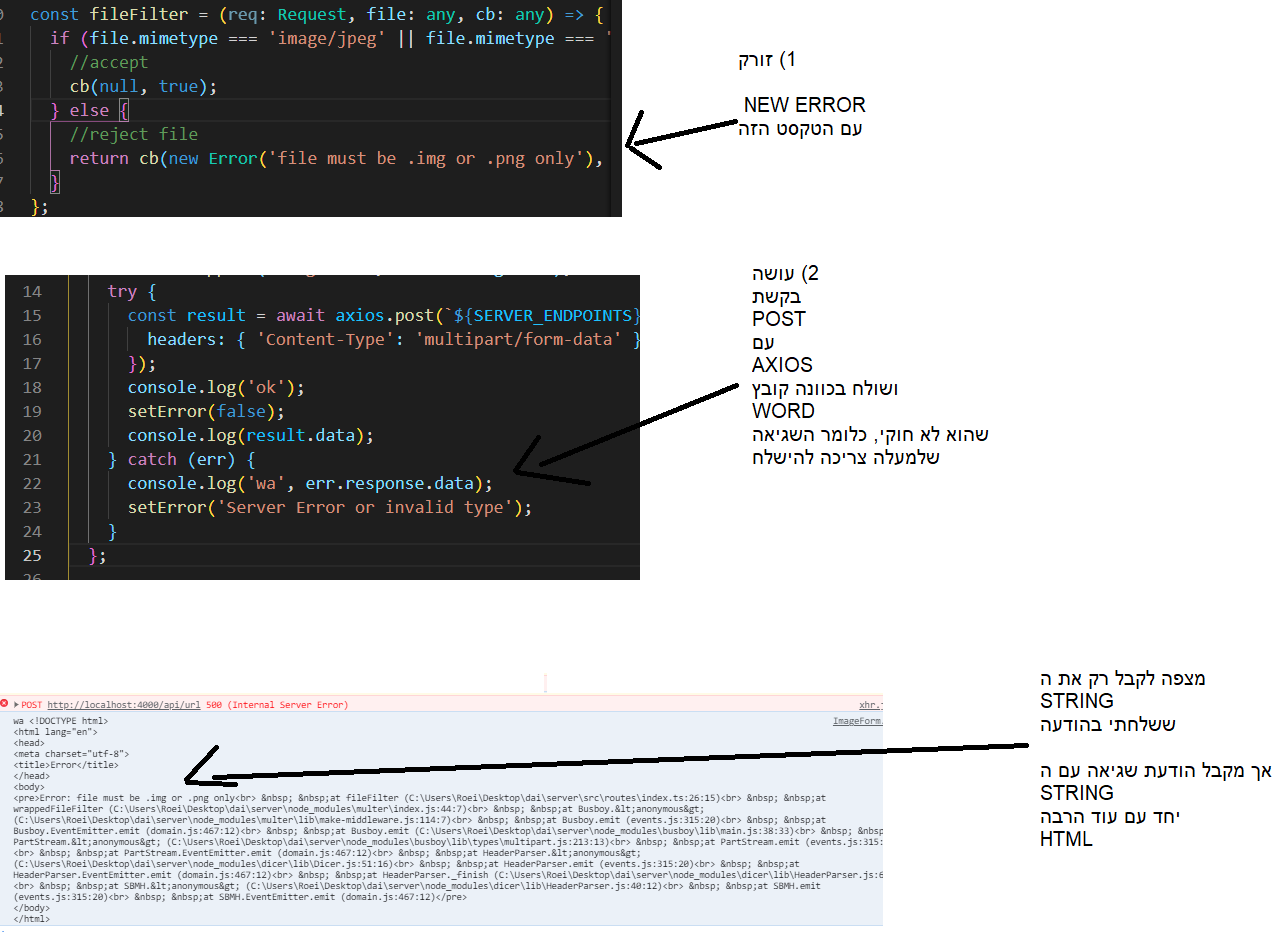 const fileFilter = (req: Request, file: any, cb: any) => {
if (file.mimetype === 'image/jpeg' || file.mimetype === '
//accept
cb(null, true);
} else {
//reject file
return cb(new Error('file must be .img or .png only'),
}
};
1) זורק
NEW ERROR
עם הטקסט הזה
14 try {
15 const result = await axios.post(`${SERVER_ENDPOINTS}
16 headers: { 'Content-Type': 'multipart/form-data' }
17 });
18 console.log('ok');
19 setError(false);
20 console.log(result.data);
21 } catch (err) {
22 console.log('wa', err.response.data);
23 setError('Server Error or invalid type');
24 }
25 };
26
2) עושה
בקשת
POST
עם
AXIOS
ושולח בכוונה קובץ
WORD
שהוא לא חוקי, כלומר השגיאה
שלמעלה צריכה להישלח
POST http://localhost:4000/api/url 500 (Internal Server Error) xhr.j
wa <!DOCTYPE html> ImageForm.
<html lang="en">
<head>
<meta charset="utf-8">
<title>Error</title>
</head>
<body>
<pre>Error: file must be .img or .png only<br> &nbsp; &nbsp;at fileFilter (C:\Users\Roei\Desktop\dai\server\src\routes\index.ts:26:15)<br> &nbsp; &nbsp;at
wrappedFileFilter (C:\Users\Roei\Desktop\dai\server\node_modules\multer\index.js:44:7)<br> &nbsp; &nbsp;at Busboy.&lt;anonymous&gt;
(C:\Users\Roei\Desktop\dai\server\node_modules\multer\lib\make-middleware.js:114:7)<br> &nbsp; &nbsp;at Busboy.emit (events.js:315:20)<br> &nbsp; &nbsp;at
Busboy.EventEmitter.emit (domain.js:467:12)<br> &nbsp; &nbsp;at Busboy.emit (C:\Users\Roei\Desktop\dai\server\node_modules\busboy\lib\main.js:38:33)<br> &nbsp; &nbsp
PartStream.&lt;anonymous&gt; (C:\Users\Roei\Desktop\dai\server\node_modules\busboy\lib\types\multipart.js:213:13)<br> &nbsp; &nbsp;at PartStream.emit (events.js:315:
<br> &nbsp; &nbsp;at PartStream.EventEmitter.emit (domain.js:467:12)<br> &nbsp; &nbsp;at HeaderParser.&lt;anonymous&gt;
(C:\Users\Roei\Desktop\dai\server\node_modules\dicer\lib\Dicer.js:51:16)<br> &nbsp; &nbsp;at HeaderParser.emit (events.js:315:20)<br> &nbsp; &nbsp;at
HeaderParser.EventEmitter.emit (domain.js:467:12)<br> &nbsp; &nbsp;at HeaderParser._finish (C:\Users\Roei\Desktop\dai\server\node_modules\dicer\lib\HeaderParser.js:6
<br> &nbsp; &nbsp;at SBMH.&lt;anonymous&gt; (C:\Users\Roei\Desktop\dai\server\node_modules\dicer\lib\HeaderParser.js:40:12)<br> &nbsp; &nbsp;at SBMH.emit
(events.js:315:20)<br> &nbsp; &nbsp;at SBMH.EventEmitter.emit (domain.js:467:12)</pre>
</body>
</html>
מצפה לקבל רק את ה
STRING
ששלחתי בהודעה
אך מקבל הודעת שגיאה עם ה
STRING
יחד עם עוד הרבה
HTML